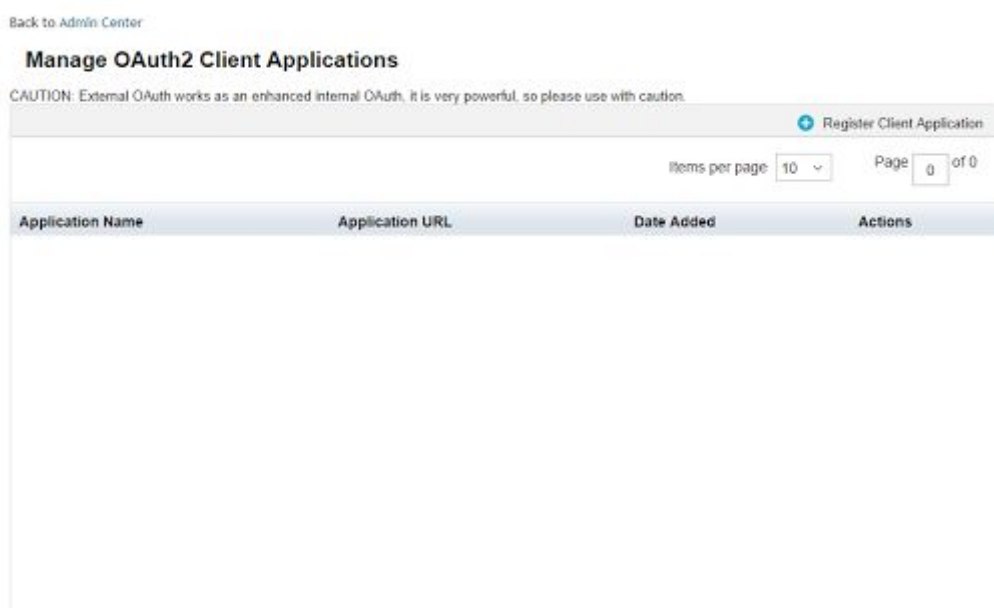 Back to Admin Center
Manage OAuth2 Client Applications
CAUTION: External OAuth works as an enhanced internal OAuth, it is very powerful, so please use with caution.
Register Client Application
Items per page 10 Page 0 of 0
Application Name Application URL Date Added Actions